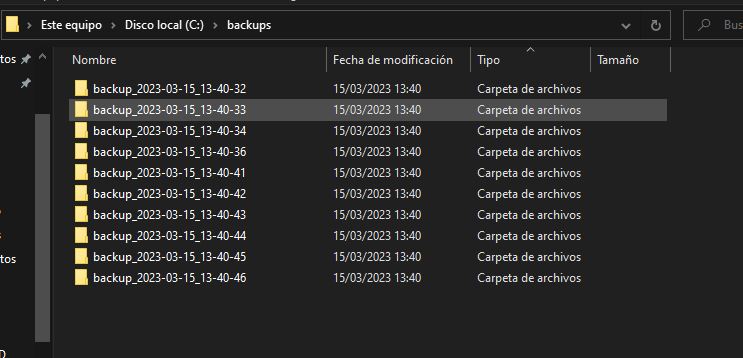 Este equipo > Disco local (C:) > backups
Bus
Nombre Fecha de modificación Tipo Tamaño
backup_2023-03-15_13-40-32 15/03/2023 13:40 Carpeta de archivos
backup_2023-03-15_13-40-33 15/03/2023 13:40 Carpeta de archivos
backup_2023-03-15_13-40-34 15/03/2023 13:40 Carpeta de archivos
backup_2023-03-15_13-40-36 15/03/2023 13:40 Carpeta de archivos
backup_2023-03-15_13-40-41 15/03/2023 13:40 Carpeta de archivos
backup_2023-03-15_13-40-42 15/03/2023 13:40 Carpeta de archivos
backup_2023-03-15_13-40-43 15/03/2023 13:40 Carpeta de archivos
backup_2023-03-15_13-40-44 15/03/2023 13:40 Carpeta de archivos
backup_2023-03-15_13-40-45 15/03/2023 13:40 Carpeta de archivos
backup_2023-03-15_13-40-46 15/03/2023 13:40 Carpeta de archivos
tos
tos